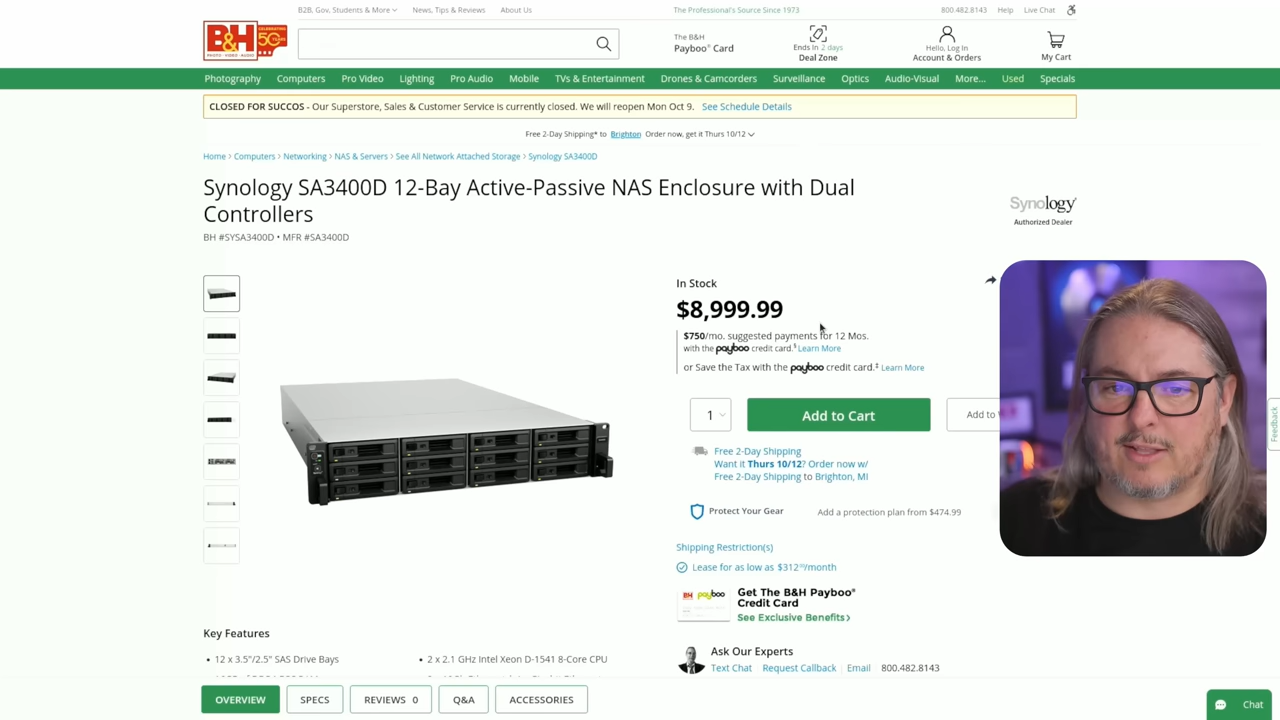 B2B, Gov, Students & More
News, Tips & Reviews
About Us
The Professional's Source Since 1973
800.482.8143
Help
Live Chat
B&H
PHOTO · VIDEO · AUDIO
CELEBRATING
50
YEARS
The B&H
Payboo® Card
Ends In 2 days
Deal Zone
Hello, Log In
Account & Orders
My Cart
Photography
Computers
Pro Video
Lighting
Pro Audio
Mobile
TVs & Entertainment
Drones & Camcorders
Surveillance
Optics
Audio-Visual
More...
Used
Specials
CLOSED FOR SUCCOS - Our Superstore, Sales & Customer Service is currently closed. We will reopen Mon Oct 9. See Schedule Details
Free 2-Day Shipping* to Brighton Order now, get it Thurs 10/12
Home > Computers > Networking > NAS & Servers > See All Network Attached Storage > Synology SA3400D
Synology SA3400D 12-Bay Active-Passive NAS Enclosure with Dual
Controllers
BH #SYSA3400D • MFR #SA3400D
Synology
Authorized Dealer
In Stock
$8,999.99
$750/mo. suggested payments for 12 Mos.
with the payboo credit card.§ Learn More
or Save the Tax with the payboo credit card.‡ Learn More
1
Add to Cart
Add to
Free 2-Day Shipping
Want it Thurs 10/12? Order now w/
Free 2-Day Shipping to Brighton, MI
Protect Your Gear
Add a protection plan from $474.99
Shipping Restriction(s)
Lease for as low as $312/month
B&H payboo
Get The B&H Payboo®
Credit Card
See Exclusive Benefits >
Ask Our Experts
Text Chat
Request Callback
Email
800.482.8143
Feedback
Key Features
• 12 x 3.5"/2.5" SAS Drive Bays
• 2 x 2.1 GHz Intel Xeon D-1541 8-Core CPU
OVERVIEW
SPECS
REVIEWS 0
Q&A
ACCESSORIES
Chat